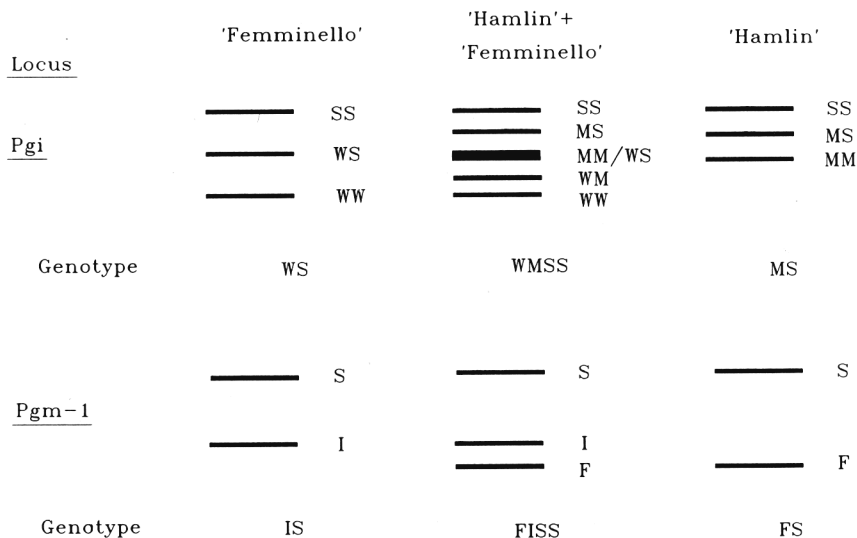 'Femminello'
'Hamlin'+
'Femminello'
'Hamlin'
Locus
Pgi
SS
WS
WW
SS
MS
MM/WS
WM
WW
SS
MS
MM
Genotype WS WMSS MS
Pgm-1
S
I
S
I
F
S
F
Genotype IS FISS FS